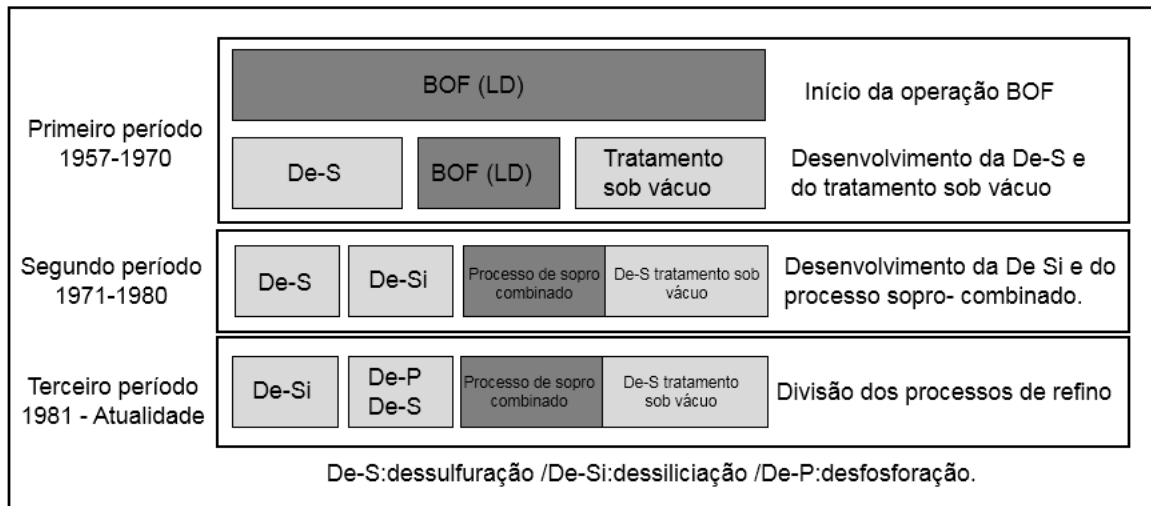 BOF (LD)
Início da operação BOF
Primeiro período
1957-1970
De-S
BOF (LD)
Tratamento
sob vácuo
Desenvolvimento da De-S e
do tratamento sob vácuo
Segundo período
1971-1980
De-S
De-Si
Processo de sopro
combinado
De-S tratamento sob
vácuo
Desenvolvimento da De Si e do
processo sopro- combinado.
Terceiro período
1981 - Atualidade
De-Si
De-P
De-S
Processo de sopro
combinado
De-S tratamento
sob vácuo
Divisão dos processos de refino
De-S:dessulfuração /De-Si:dessiliciação /De-P:desfosforação.